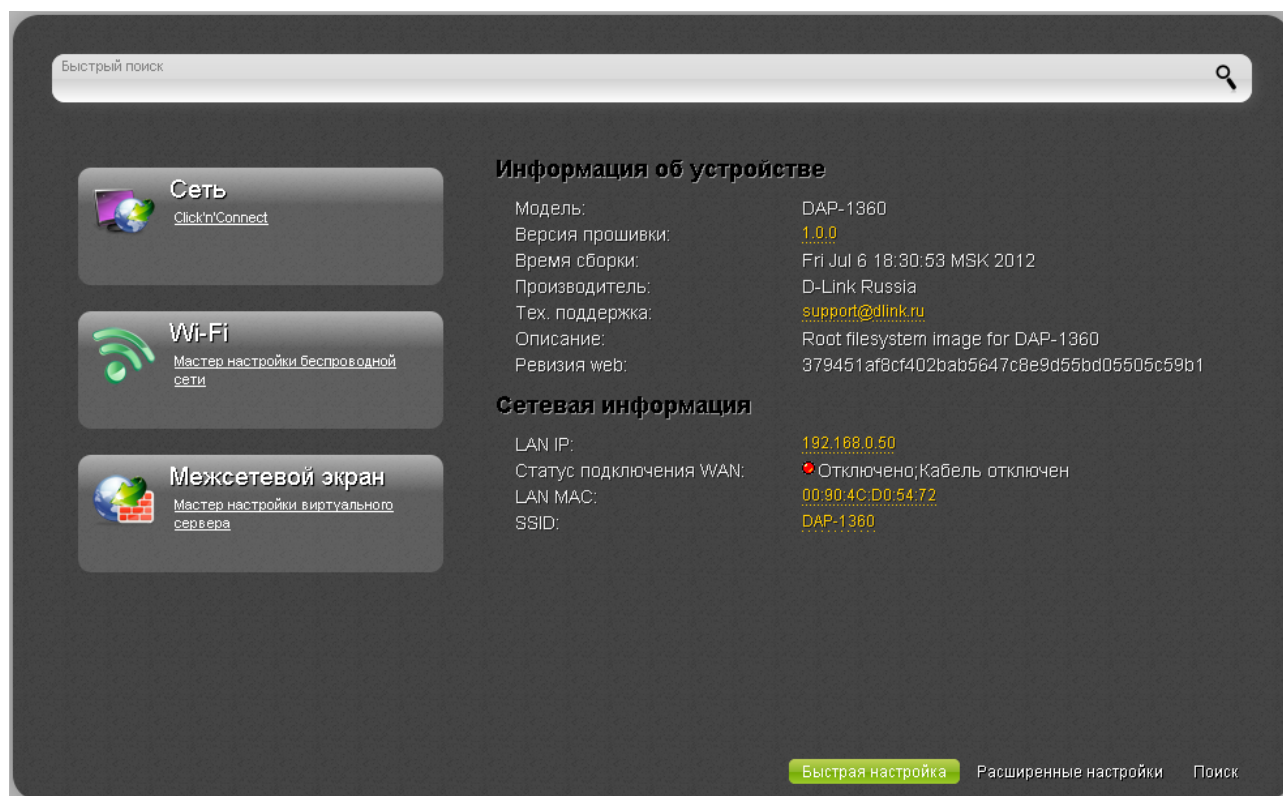 Быстрый поиск
Сеть
Click'n'Connect
Wi-Fi
Мастер настройки беспроводной
сети
Межсетевой экран
Мастер настройки виртуального
сервера
Информация об устройстве
Модель: DAP-1360
Версия прошивки: 1.0.0
Время сборки: Fri Jul 6 18:30:53 MSK 2012
Производитель: D-Link Russia
Тех. поддержка: support@dlink.ru
Описание: Root filesystem image for DAP-1360
Ревизия web: 379451af8cf402bab5647c8e9d55bd05505c59b1
Сетевая информация
LAN IP: 192.168.0.50
Статус подключения WAN: Отключено;Кабель отключен
LAN MAC: 00:90:4C:D0:54:72
SSID: DAP-1360
Быстрая настройка Расширенные настройки Поиск